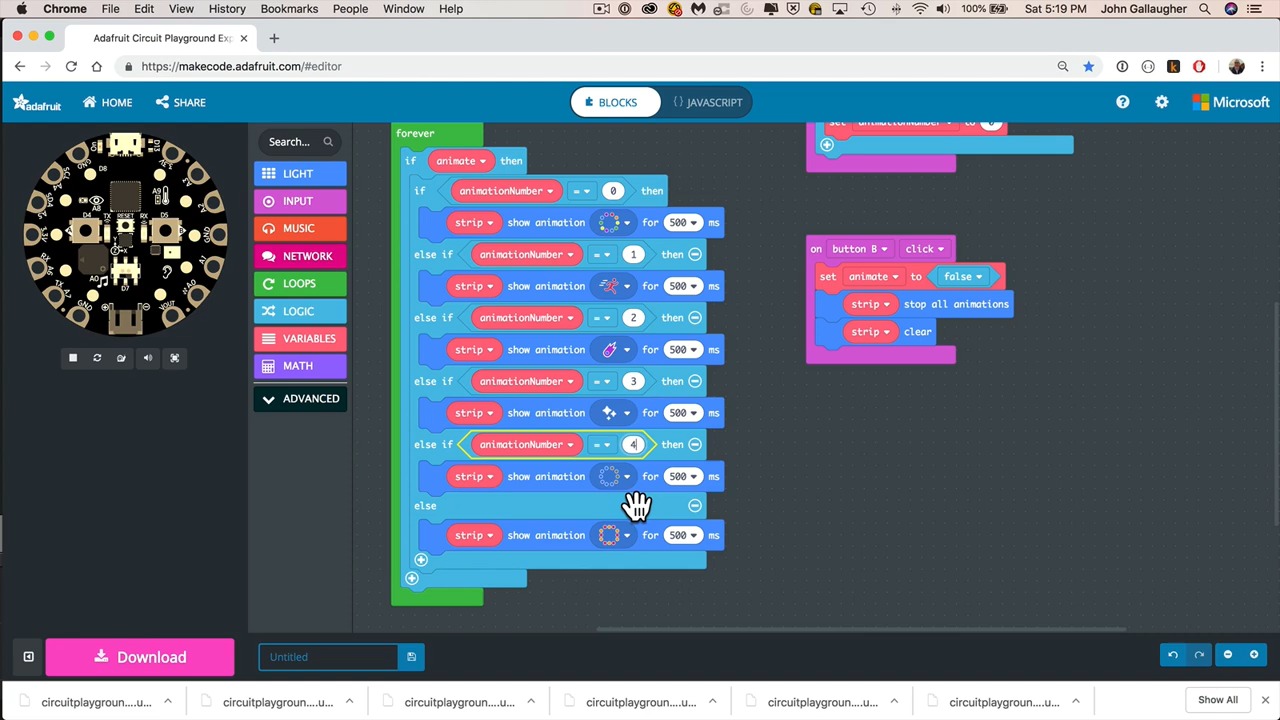 Chrome File Edit View History Bookmarks People Window Help 100% Sat 5:19 PM John Gallaugher
Adafruit Circuit Playground Exp
https://makecode.adafruit.com/#editor
adafruit HOME SHARE BLOCKS {} JAVASCRIPT Microsoft
Search...
LIGHT
INPUT
MUSIC
NETWORK
LOOPS
LOGIC
VARIABLES
MATH
ADVANCED
forever
if animate then
if animationNumber = 0 then
strip show animation for 500 ms
else if animationNumber = 1 then
strip show animation for 500 ms
else if animationNumber = 2 then
strip show animation for 500 ms
else if animationNumber = 3 then
strip show animation for 500 ms
else if animationNumber = 4 then
strip show animation for 500 ms
else
strip show animation for 500 ms
set animationNumber to 0
on button B click
set animate to false
strip stop all animations
strip clear
Download
Untitled
circuitplaygroun....u... circuitplaygroun....u... circuitplaygroun....u... circuitplaygroun....u... circuitplaygroun....u... circuitplaygroun....u... Show All